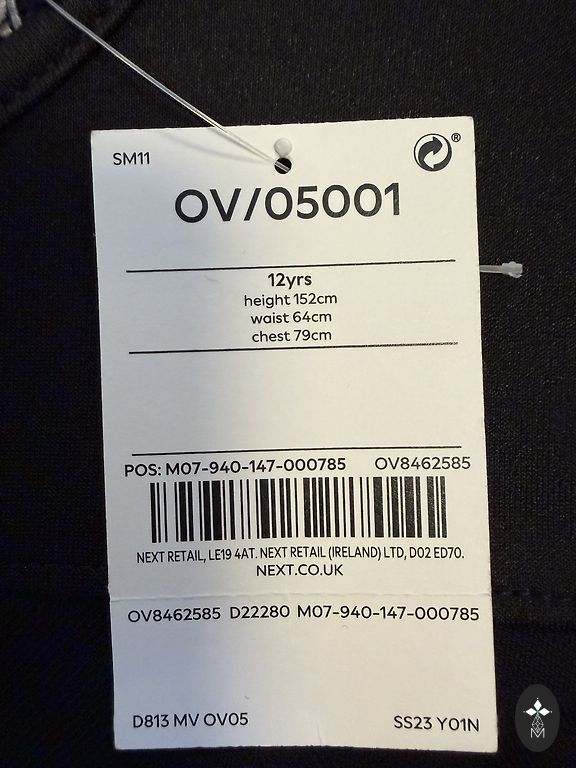 SM11
®
OV/05001
12yrs
height 152cm
waist 64cm
chest 79cm
POS: M07-940-147-000785 OV8462585
NEXT RETAIL, LE19 4AT. NEXT RETAIL (IRELAND) LTD, D02 ED70.
NEXT.CO.UK
OV8462585 D22280 M07-940-147-000785
D813 MV OV05 SS23 Y01N
M